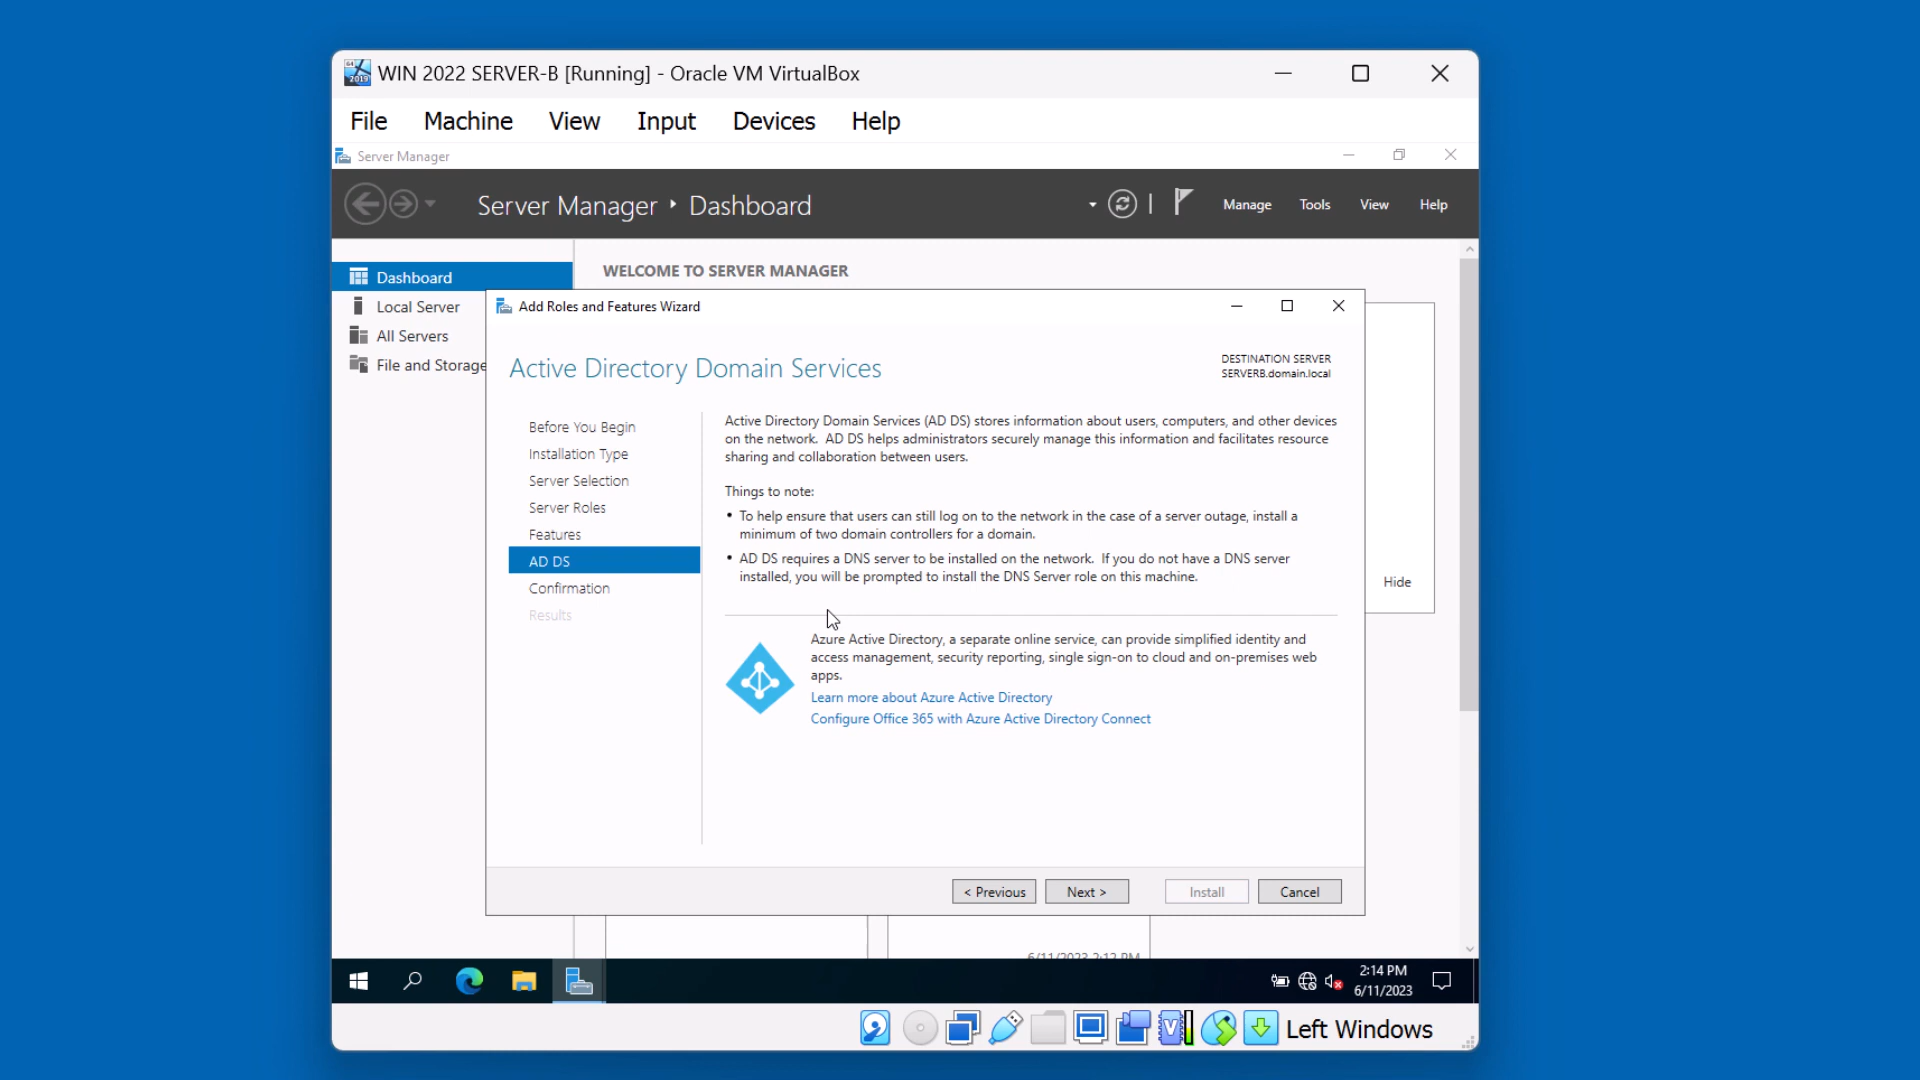 WIN 2022 SERVER-B [Running] - Oracle VM VirtualBox
File Machine View Input Devices Help
Server Manager
Server Manager Dashboard
Manage Tools View Help
Dashboard
Local Server
All Servers
File and Storage
WELCOME TO SERVER MANAGER
Hide
Add Roles and Features Wizard
Active Directory Domain Services
DESTINATION SERVER
SERVERB.domain.local
Before You Begin
Installation Type
Server Selection
Server Roles
Features
AD DS
Confirmation
Results
Active Directory Domain Services (AD DS) stores information about users, computers, and other devices
on the network. AD DS helps administrators securely manage this information and facilitates resource
sharing and collaboration between users.
Things to note:
• To help ensure that users can still log on to the network in the case of a server outage, install a
minimum of two domain controllers for a domain.
• AD DS requires a DNS server to be installed on the network. If you do not have a DNS server
installed, you will be prompted to install the DNS Server role on this machine.
Azure Active Directory, a separate online service, can provide simplified identity and
access management, security reporting, single sign-on to cloud and on-premises web
apps.
Learn more about Azure Active Directory
Configure Office 365 with Azure Active Directory Connect
< Previous Next > Install Cancel
6/11/2023 2:12 PM
2:14 PM
6/11/2023
Left Windows